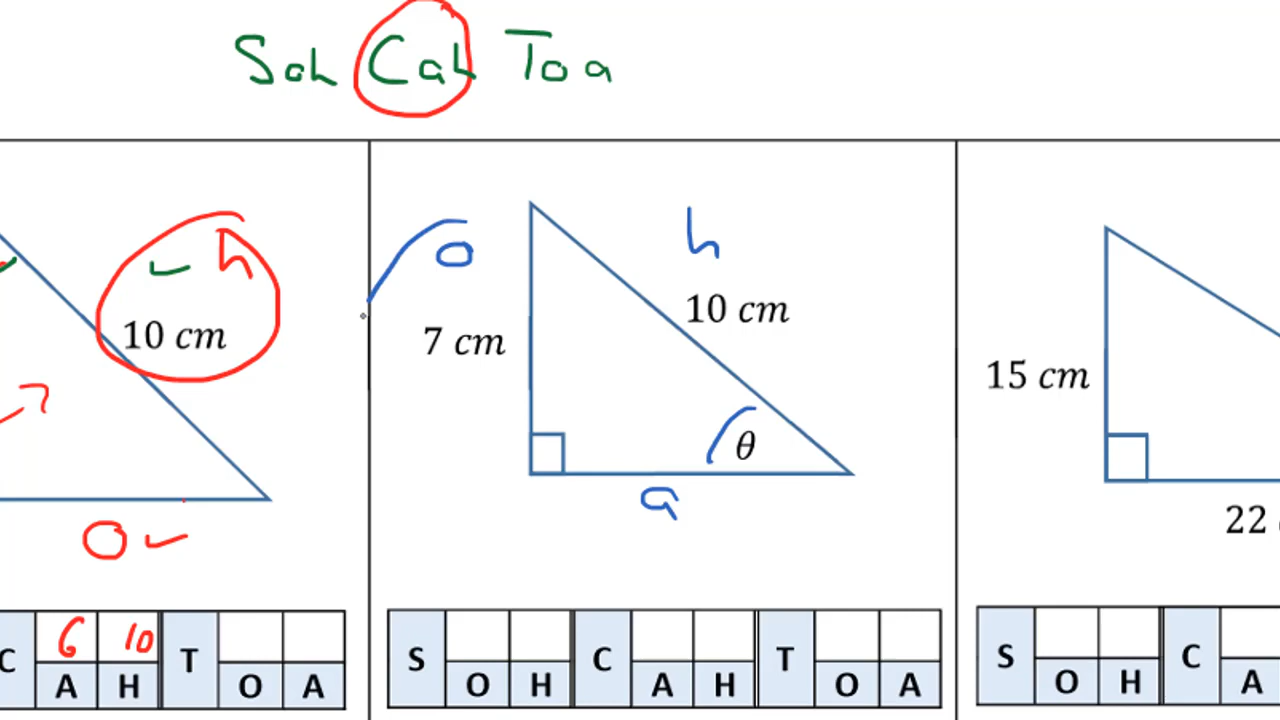 Soh Cah Toa
h
10 cm
?
O
C 6 10 T
A H O A
o
h
7 cm
10 cm
θ
a
S C T
O H A H O A
15 cm
22
S C
O H A